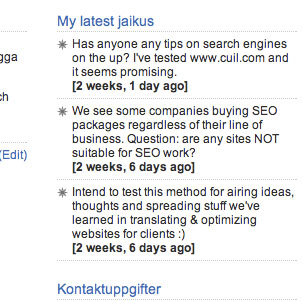 My latest jaikus
Has anyone any tips on search engines
on the up? I've tested www.cuil.com and
it seems promising.
[2 weeks, 1 day ago]
We see some companies buying SEO
packages regardless of their line of
business. Question: are any sites NOT
suitable for SEO work?
[2 weeks, 6 days ago]
Intend to test this method for airing ideas,
thoughts and spreading stuff we've
learned in translating & optimizing
websites for clients :)
[2 weeks, 6 days ago]
Kontaktuppgifter
(Edit)